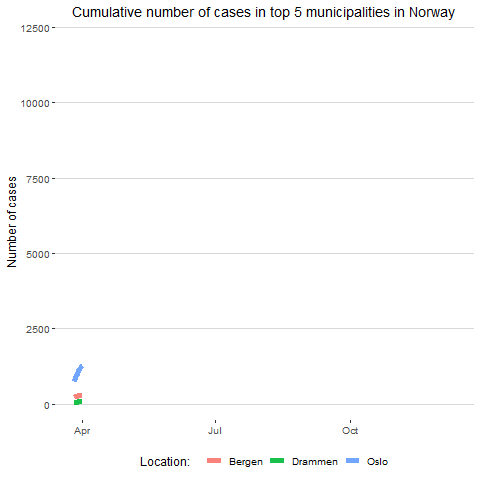 Cumulative number of cases in top 5 municipalities in Norway
Number of cases
12500
10000
7500
5000
2500
0
Apr Jul Oct
Location: Bergen Drammen Oslo